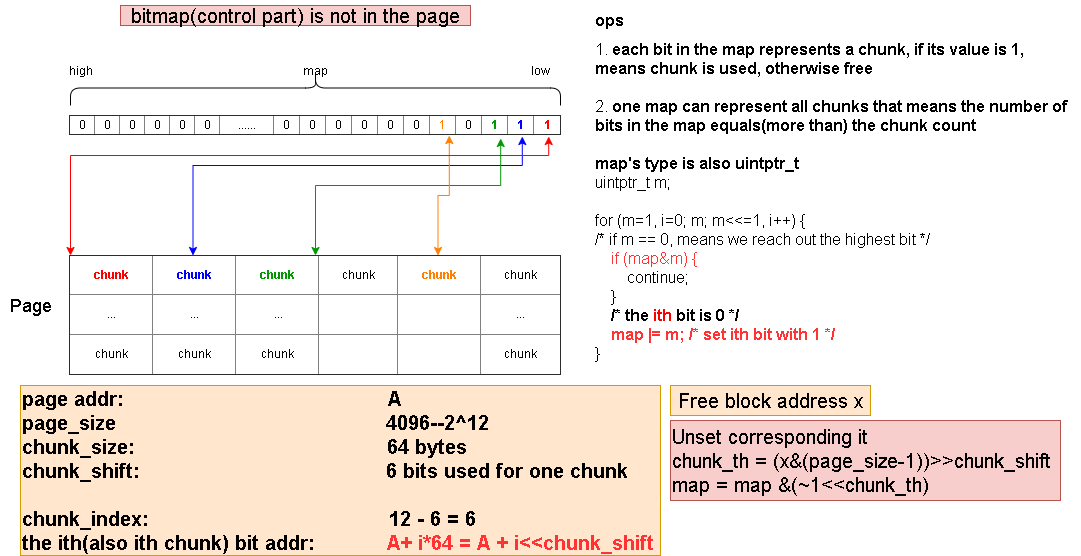 bitmap(control part) is not in the page
high map low
0 0 0 0 0 0 ...... 0 0 0 0 0 0 1 0 1 1 1
chunk chunk chunk chunk chunk chunk
Page
... ... ...
chunk chunk chunk chunk
ops
1. each bit in the map represents a chunk, if its value is 1,
means chunk is used, otherwise free
2. one map can represent all chunks that means the number of
bits in the map equals(more than) the chunk count
map's type is also uintptr_t
uintptr_t m;
for (m=1, i=0; m; m<<=1, i++) {
/* if m == 0, means we reach out the highest bit */
if (map&m) {
continue;
}
/* the ith bit is 0 */
map |= m; /* set ith bit with 1 */
}
page addr: A
page_size 4096--2^12
chunk_size: 64 bytes
chunk_shift: 6 bits used for one chunk
chunk_index: 12 - 6 = 6
the ith(also ith chunk) bit addr: A+ i*64 = A + i<<chunk_shift
Free block address x
Unset corresponding it
chunk_th = (x&(page_size-1))>>chunk_shift
map = map &(~1<<chunk_th)